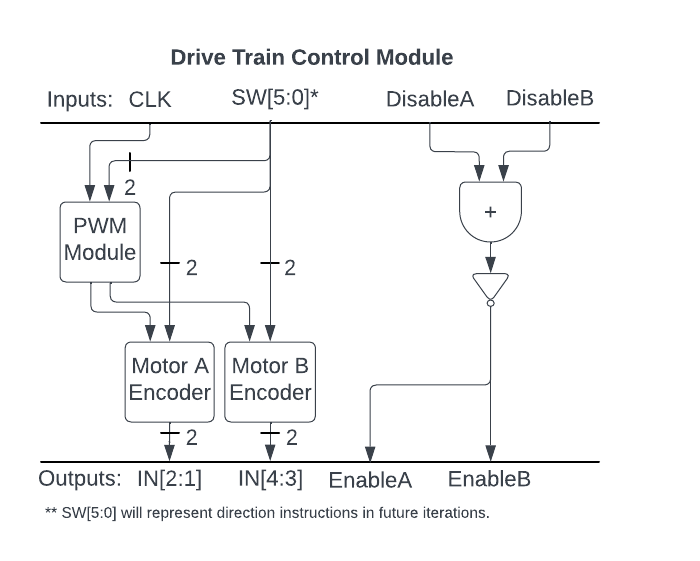 Drive Train Control Module
Inputs: CLK SW[5:0]* DisableA DisableB
2
+
PWM
Module
2 2
Motor A Motor B
Encoder Encoder
2 2
Outputs: IN[2:1] IN[4:3] EnableA EnableB
** SW[5:0] will represent direction instructions in future iterations.